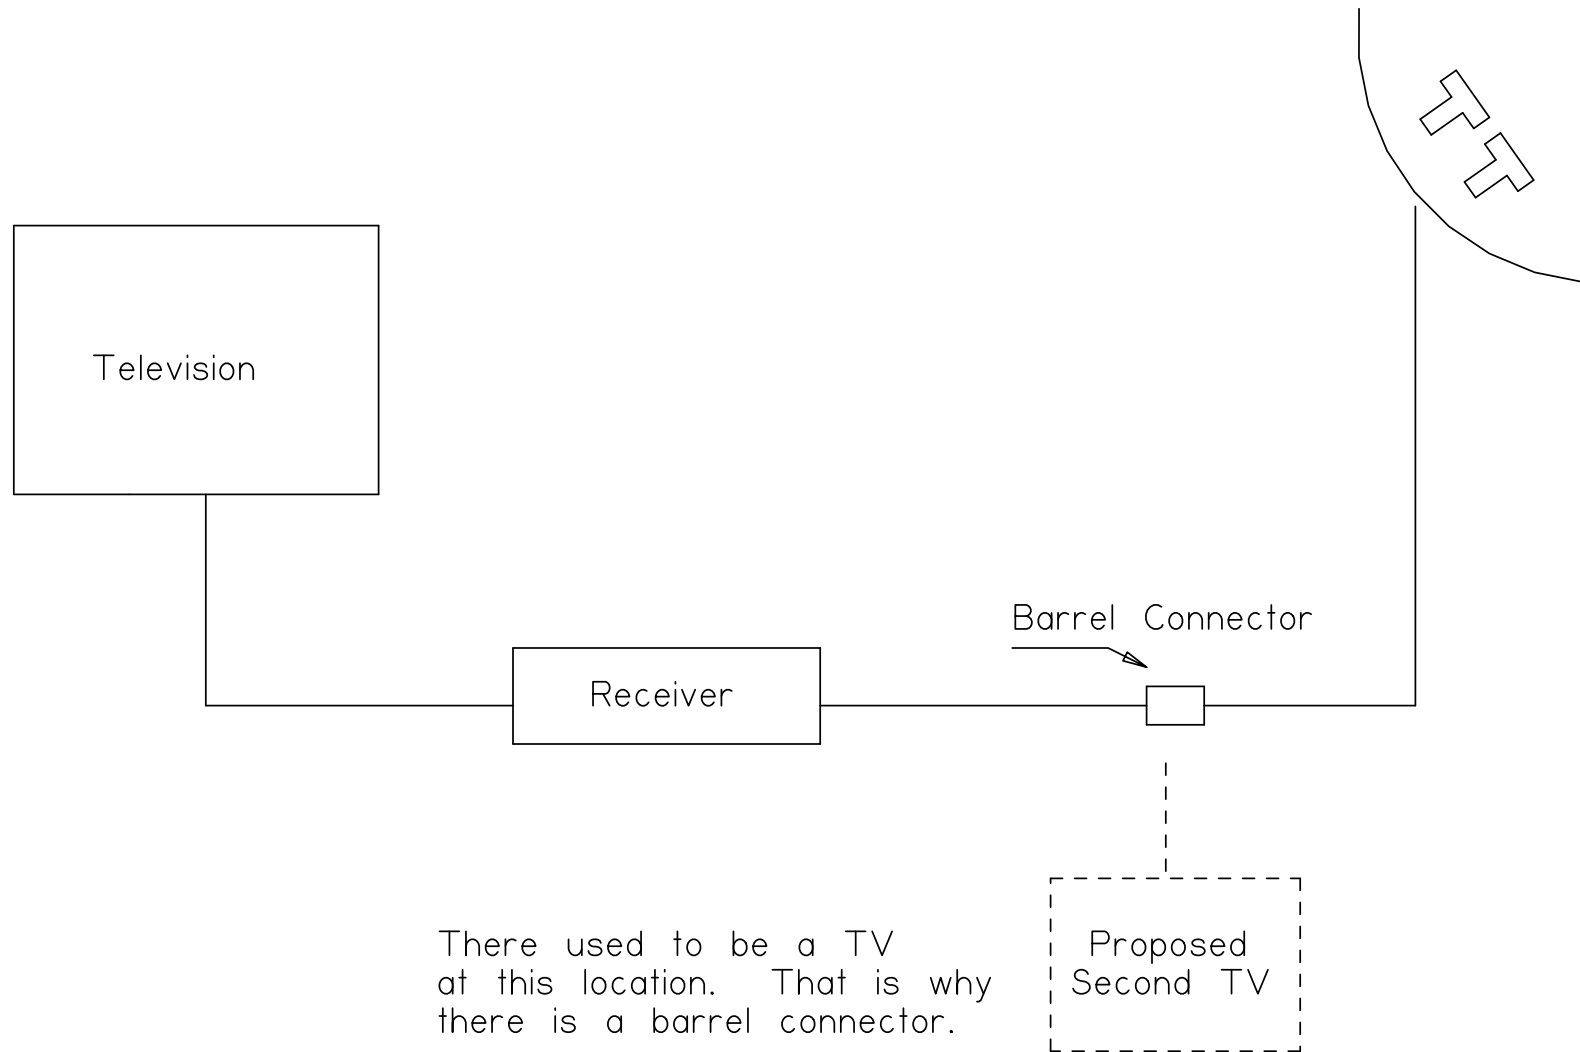 Television
Barrel Connector
Receiver
There used to be a TV
at this location. That is why
there is a barrel connector.
Proposed
Second TV